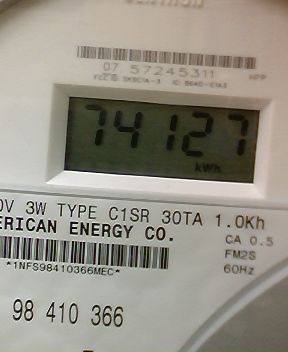 07 57245311
HPP
74127
kWh
0V 3W TYPE C1SR 30TA 1.0Kh
ERICAN ENERGY CO.
CA 0.5
*1NFS98410366MEC*
FM2S
60Hz
98 410 366